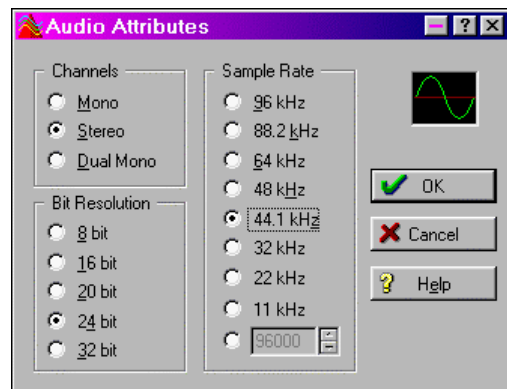 Audio Attributes
Channels
Mono
Stereo
Dual Mono
Bit Resolution
8 bit
16 bit
20 bit
24 bit
32 bit
Sample Rate
96 kHz
88.2 kHz
64 kHz
48 kHz
44.1 kHz
32 kHz
22 kHz
11 kHz
96000
OK
Cancel
? Help